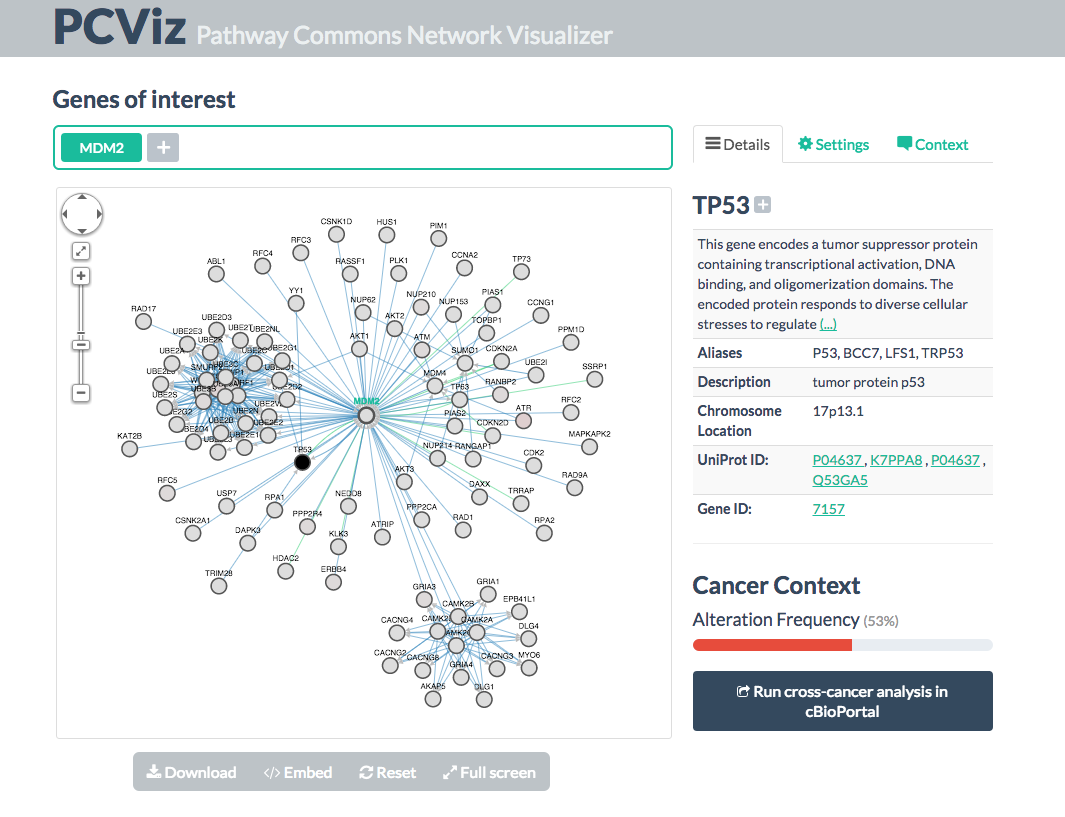 PCViz Pathway Commons Network Visualizer
Genes of interest
MDM2 +
Details Settings Context
TP53 +
This gene encodes a tumor suppressor protein
containing transcriptional activation, DNA
binding, and oligomerization domains. The
encoded protein responds to diverse cellular
stresses to regulate (...)
Aliases P53, BCC7, LFS1, TRP53
Description tumor protein p53
Chromosome Location 17p13.1
UniProt ID: P04637 , K7PPA8 , P04637 ,
Q53GA5
Gene ID: 7157
Cancer Context
Alteration Frequency (53%)
Run cross-cancer analysis in
cBioPortal
CSNK1D
HUS1
PIM1
RFC3
RFC4
ABL1
RASSF1
PLK1
CCNA2
TP73
YY1
NUP62
NUP210
NUP153
PIAS1
CCNG1
RAD17
AKT2
TOPBP1
PPM1D
UBE2D3
UBE2E3
UBE2NL
AKT1
ATM
SUMO1
CDKN2A
UBE2I
SSRP1
UBE2K
UBE2C
UBE2G1
MDM4
TP63
RANBP2
MDM2
PIAS2
ATR
RFC2
UBE2S
UBE2N
UBE2B
UBE2E1
CDKN2D
MAPKAPK2
KAT2B
TP53
NUP214
RANGAP1
CDK2
RAD9A
RFC5
AKT3
DAXX
TRRAP
USP7
RPA1
NEDD8
CSNK2A1
PPP2R4
PPP2CA
RAD1
RPA2
DAPK3
KLK3
ATRIP
HDAC2
ERBB4
TRIM28
GRIA3
GRIA1
CAMK2B
EPB41L1
CACNG4
CAMK2A
DLG4
CACNG2
CACNG8
CACNG3
MYO6
GRIA4
AKAP5
DLG1
Download Embed Reset Full screen